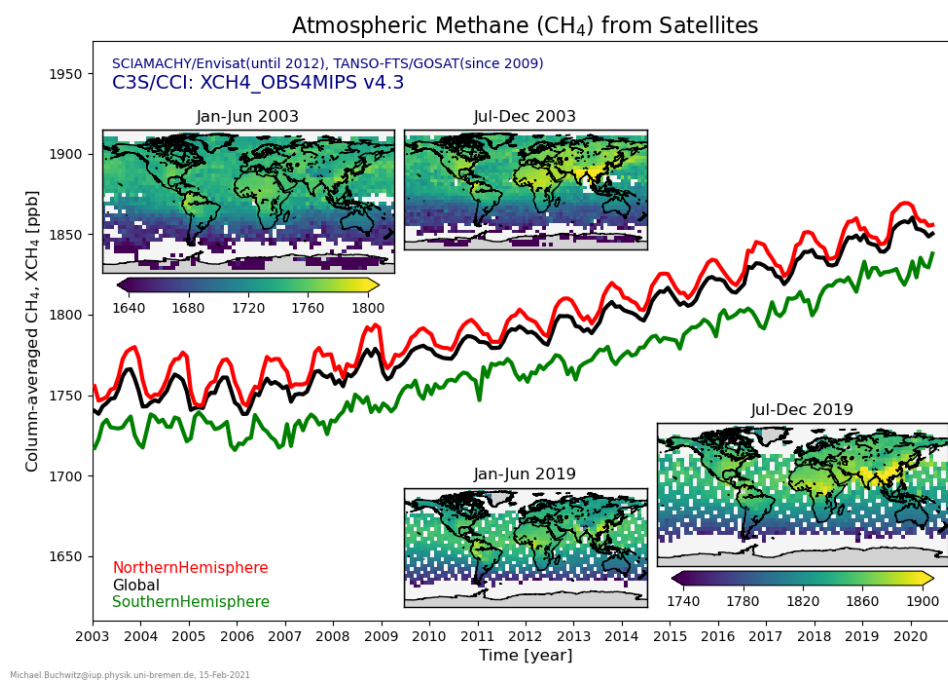 Atmospheric Methane (CH₄) from Satellites
SCIAMACHY/Envisat(until 2012), TANSO-FTS/GOSAT(since 2009)
C3S/CCI: XCH4_OBS4MIPS v4.3
Jan-Jun 2003
Jul-Dec 2003
1640 1680 1720 1760 1800
Column-averaged CH₄, XCH₄ [ppb]
1950
1900
1850
1800
1750
1700
1650
Jul-Dec 2019
Jan-Jun 2019
1740 1780 1820 1860 1900
NorthernHemisphere
Global
SouthernHemisphere
2003 2004 2005 2006 2007 2008 2009 2010 2011 2012 2013 2014 2015 2016 2017 2018 2019 2020
Time [year]
Michael.Buchwitz@iup.physik.uni-bremen.de, 15-Feb-2021